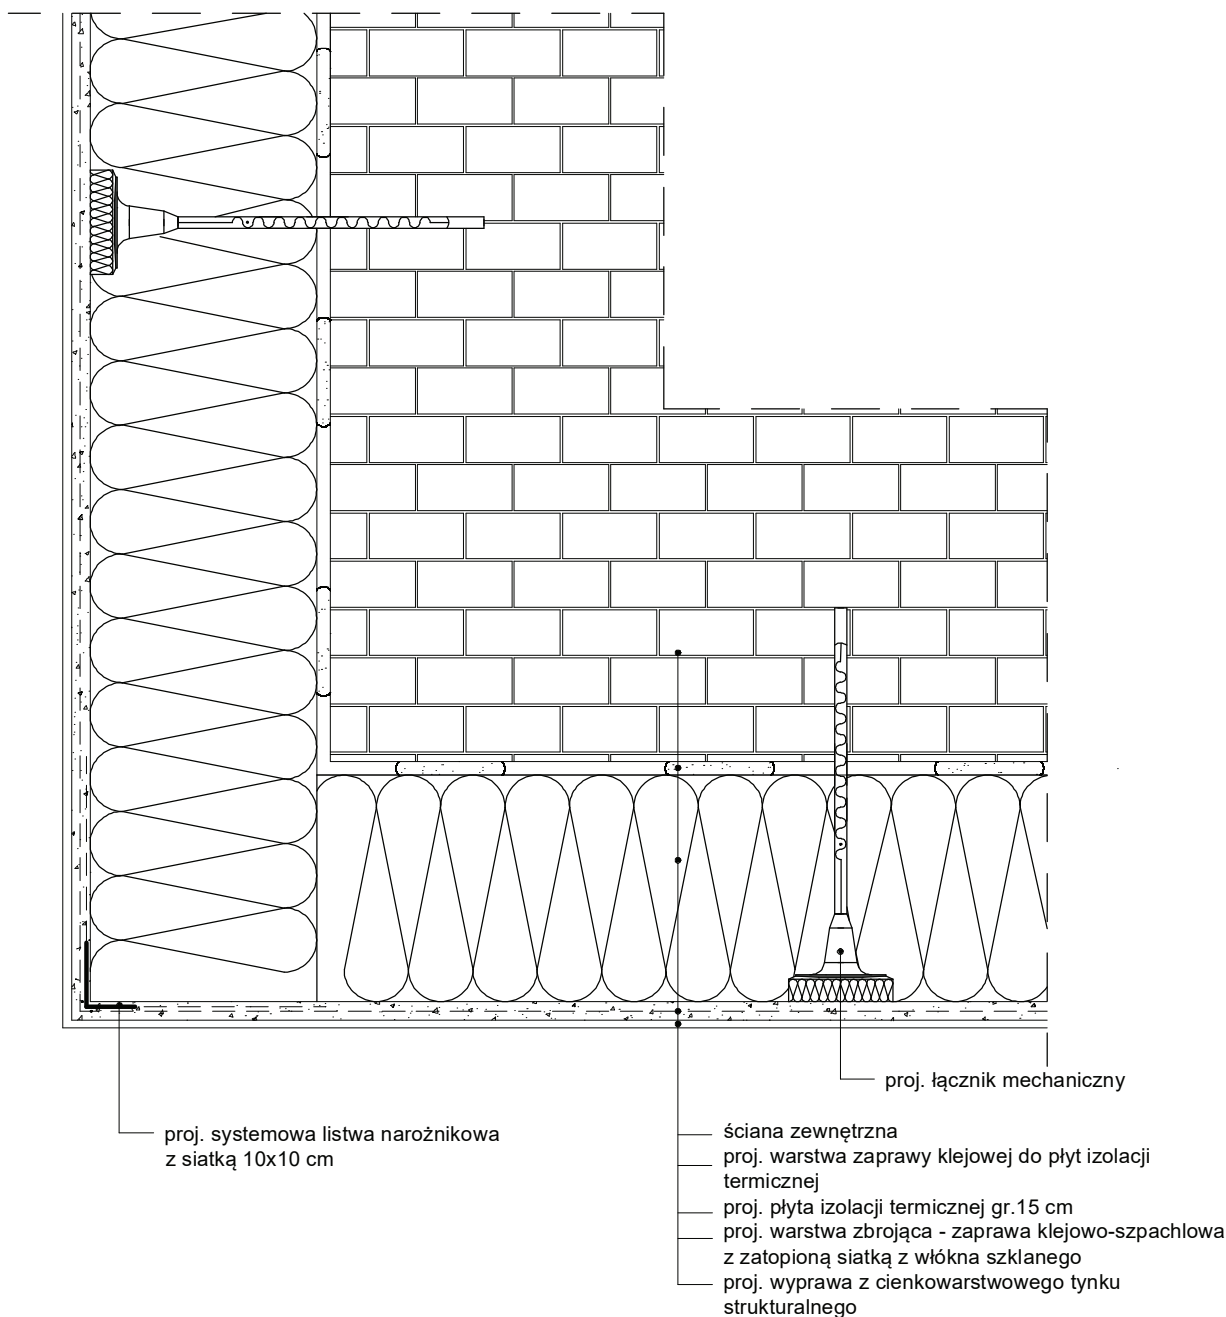 proj. łącznik mechaniczny
proj. systemowa listwa narożnikowa
z siatką 10x10 cm
ściana zewnętrzna
proj. warstwa zaprawy klejowej do płyt izolacji
termicznej
proj. płyta izolacji termicznej gr.15 cm
proj. warstwa zbrojąca - zaprawa klejowo-szpachlowa
z zatopioną siatką z włókna szklanego
proj. wyprawa z cienkowarstwowego tynku
strukturalnego